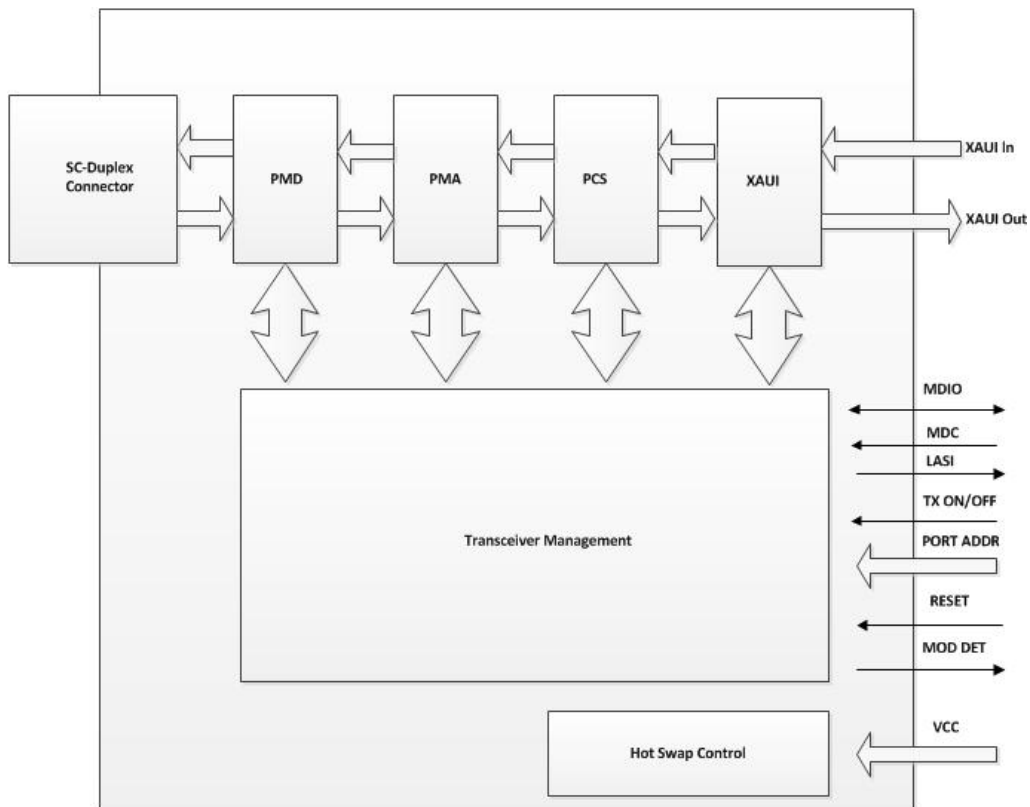 SC-Duplex
Connector
PMD
PMA
PCS
XAUI
XAUI In
XAUI Out
MDIO
MDC
LASI
TX ON/OFF
Transceiver Management
PORT ADDR
RESET
MOD DET
VCC
Hot Swap Control